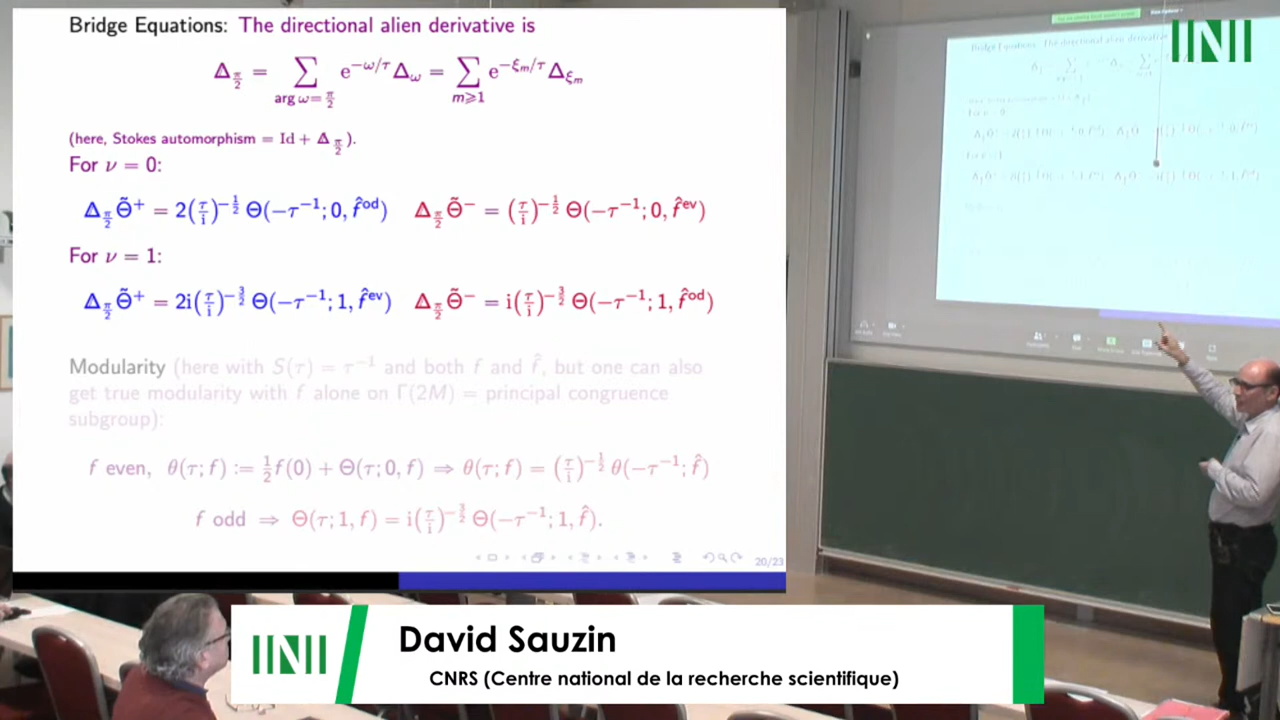 Bridge Equations: The directional alien derivative is
Δ_{π/2} = ∑_{arg ω = π/2} e^{−ω/τ} Δ_ω = ∑_{m⩾1} e^{−ξ_m/τ} Δ_{ξ_m}
(here, Stokes automorphism = Id + Δ_{π/2}).
For ν = 0:
Δ_{π/2} Θ̃⁺ = 2(τ/i)^{−1/2} Θ(−τ⁻¹; 0, f̂^{od}) Δ_{π/2} Θ̃⁻ = (τ/i)^{−1/2} Θ(−τ⁻¹; 0, f̂^{ev})
For ν = 1:
Δ_{π/2} Θ̃⁺ = 2i(τ/i)^{−3/2} Θ(−τ⁻¹; 1, f̂^{ev}) Δ_{π/2} Θ̃⁻ = i(τ/i)^{−3/2} Θ(−τ⁻¹; 1, f̂^{od})
Modularity (here with S(τ) = τ⁻¹ and both f and f̂, but one can also
get true modularity with f alone on Γ(2M) = principal congruence
subgroup):
f even, θ(τ; f) := ½f(0) + Θ(τ; 0, f) ⇒ θ(τ; f) = (τ/i)^{−1/2} θ(−τ⁻¹; f̂)
f odd ⇒ Θ(τ; 1, f) = i(τ/i)^{−3/2} Θ(−τ⁻¹; 1, f̂).
20/23
David Sauzin
CNRS (Centre national de la recherche scientifique)